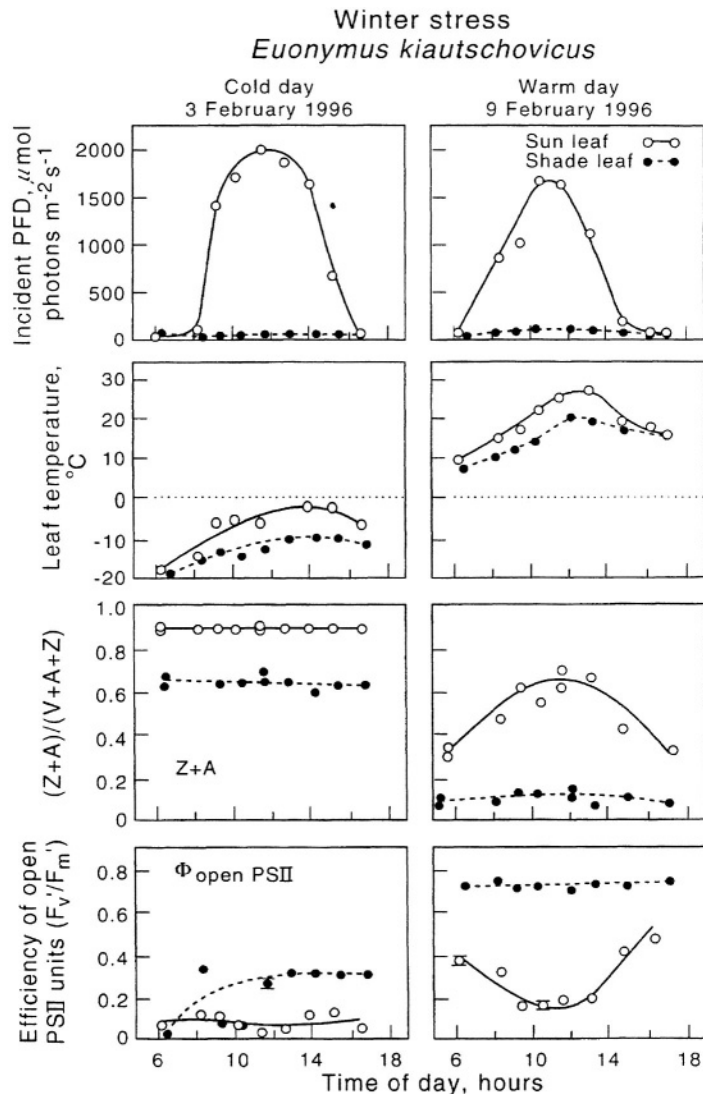 Winter stress
Euonymus kiautschovicus
Cold day
3 February 1996
Warm day
9 February 1996
Incident PFD, μmol
photons m⁻² s⁻¹
2000
1500
1000
500
0
Sun leaf
Shade leaf
Leaf temperature,
°C
30
20
10
0
-10
-20
(Z+A)/(V+A+Z)
1.0
0.8
0.6
0.4
0.2
0
Z+A
Efficiency of open
PSII units (Fv'/Fm')
0.8
0.6
0.4
0.2
0
Φ open PSII
6 10 14 18
6 10 14 18
Time of day, hours